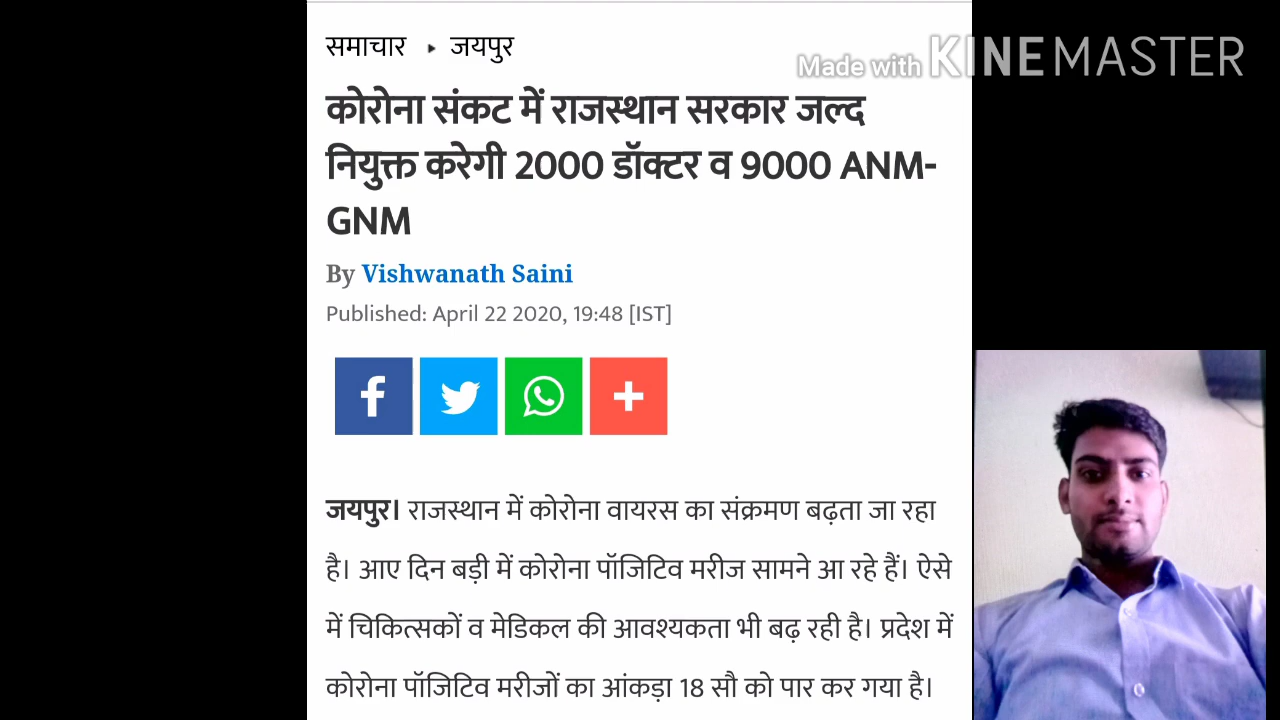 समाचार ▸ जयपुर
Made with KINEMASTER
कोरोना संकट में राजस्थान सरकार जल्द
नियुक्त करेगी 2000 डॉक्टर व 9000 ANM-
GNM
By Vishwanath Saini
Published: April 22 2020, 19:48 [IST]
जयपुर। राजस्थान में कोरोना वायरस का संक्रमण बढ़ता जा रहा
है। आए दिन बड़ी में कोरोना पॉजिटिव मरीज सामने आ रहे हैं। ऐसे
में चिकित्सकों व मेडिकल की आवश्यकता भी बढ़ रही है। प्रदेश में
कोरोना पॉजिटिव मरीजों का आंकड़ा 18 सौ को पार कर गया है।